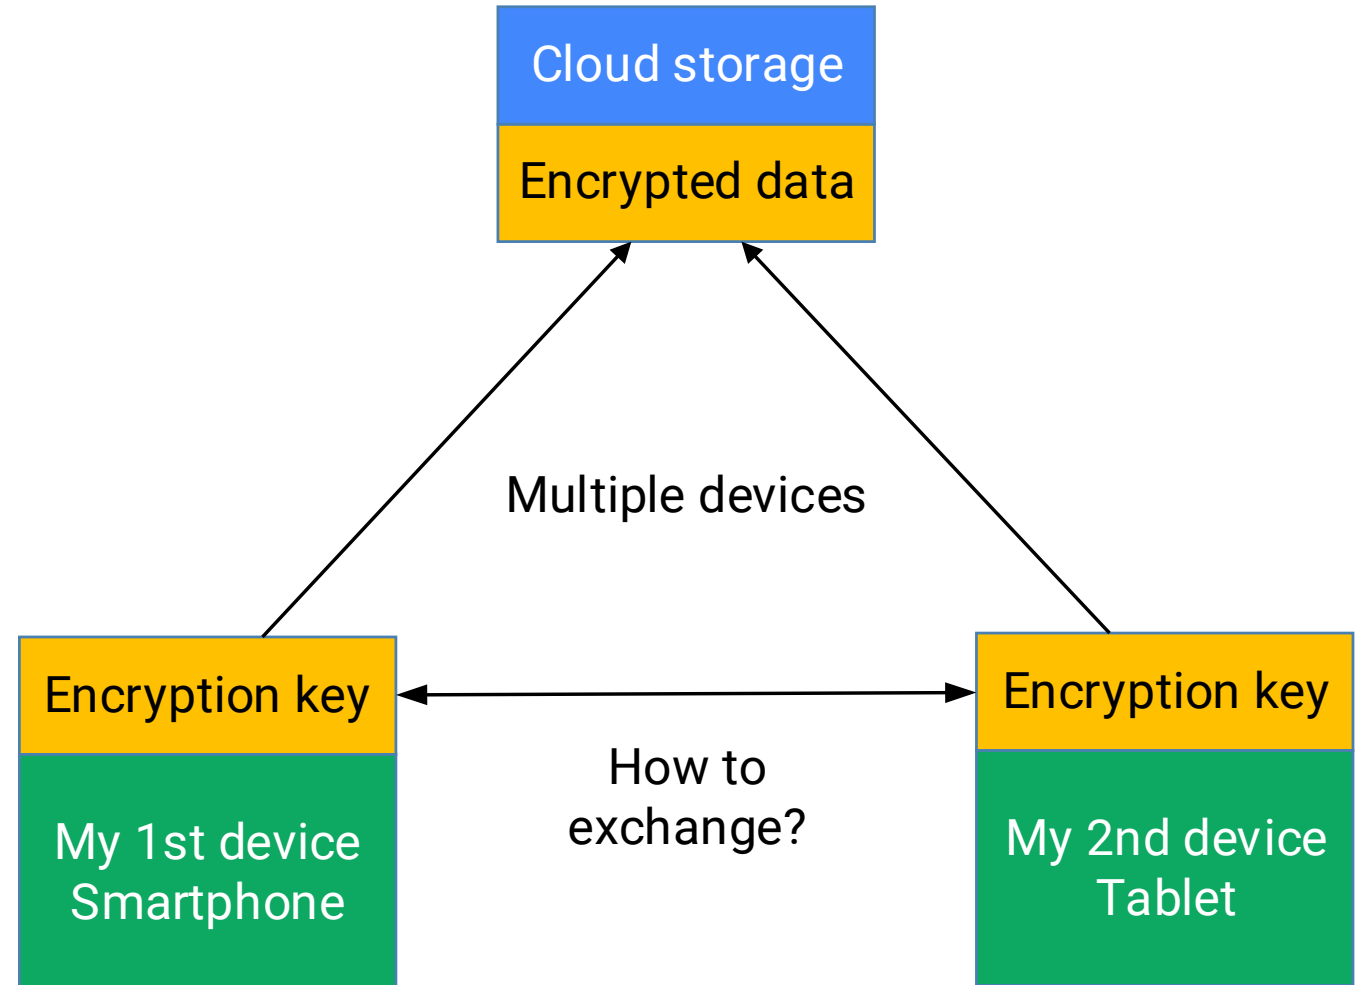 Cloud storage
Encrypted data
Multiple devices
Encryption key
Encryption key
How to
exchange?
My 1st device
Smartphone
My 2nd device
Tablet